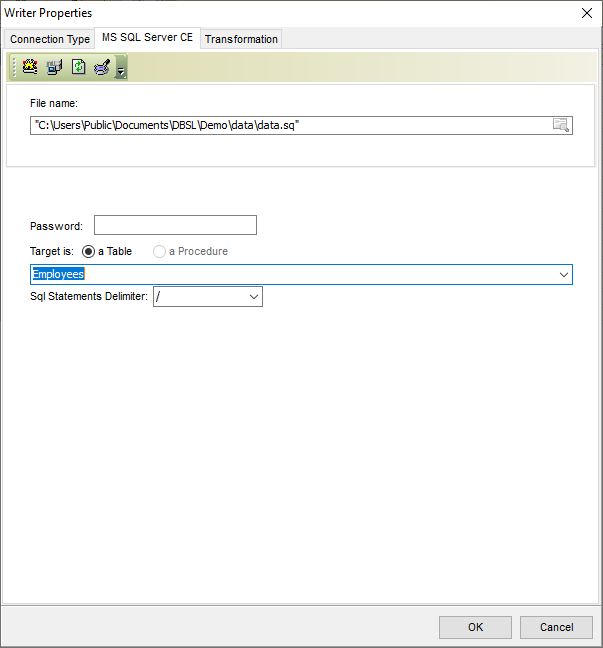 Writer Properties
Connection Type MS SQL Server CE Transformation
File name:
"C:\Users\Public\Documents\DBSL\Demo\data\data.sq"
Password:
Target is: a Table a Procedure
Employees
Sql Statements Delimiter: /
OK Cancel